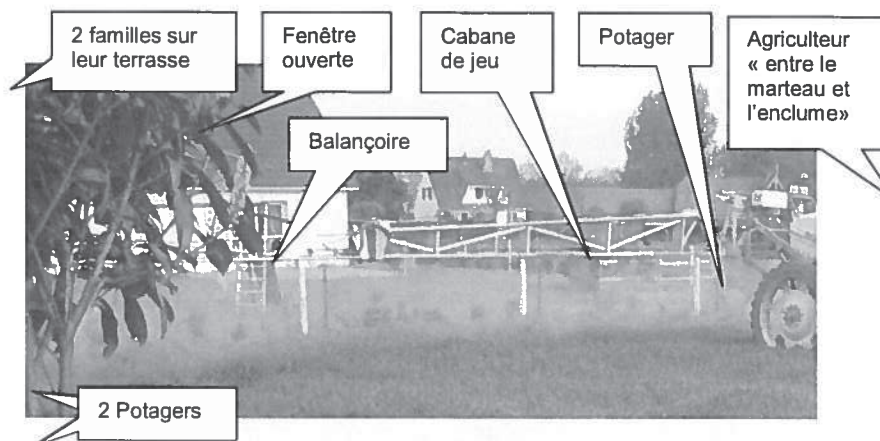 2 familles sur
leur terrasse
Fenêtre
ouverte
Cabane
de jeu
Potager
Agriculteur
« entre le
marteau et
l'enclume»
Balançoire
2 Potagers